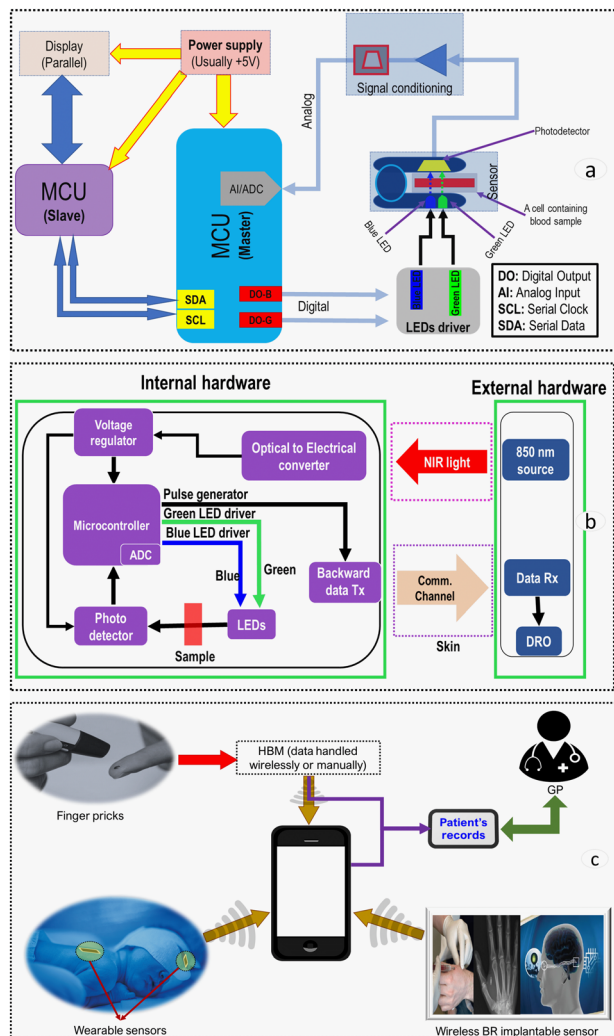 Display
(Parallel)
Power supply
(Usually +5V)
Signal conditioning
Analog
Photodetector
a
MCU
(Slave)
AI/ADC
MCU
(Master)
Sensor
A cell containing
blood sample
Blue LED
Green LED
SDA
SCL
DO-B
DO-G
Digital
Blue LED
Green LED
LEDs driver
DO: Digital Output
AI: Analog Input
SCL: Serial Clock
SDA: Serial Data
Internal hardware
External hardware
Voltage
regulator
Optical to Electrical
converter
NIR light
850 nm
source
b
Microcontroller
ADC
Pulse generator
Green LED driver
Blue LED driver
Blue
Green
Backward
data Tx
Comm.
Channel
Data Rx
Photo
detector
Sample
LEDs
Skin
DRO
Finger pricks
HBM (data handled
wirelessly or manually)
GP
Patient's
records
c
Wearable sensors
Wireless BR implantable sensor